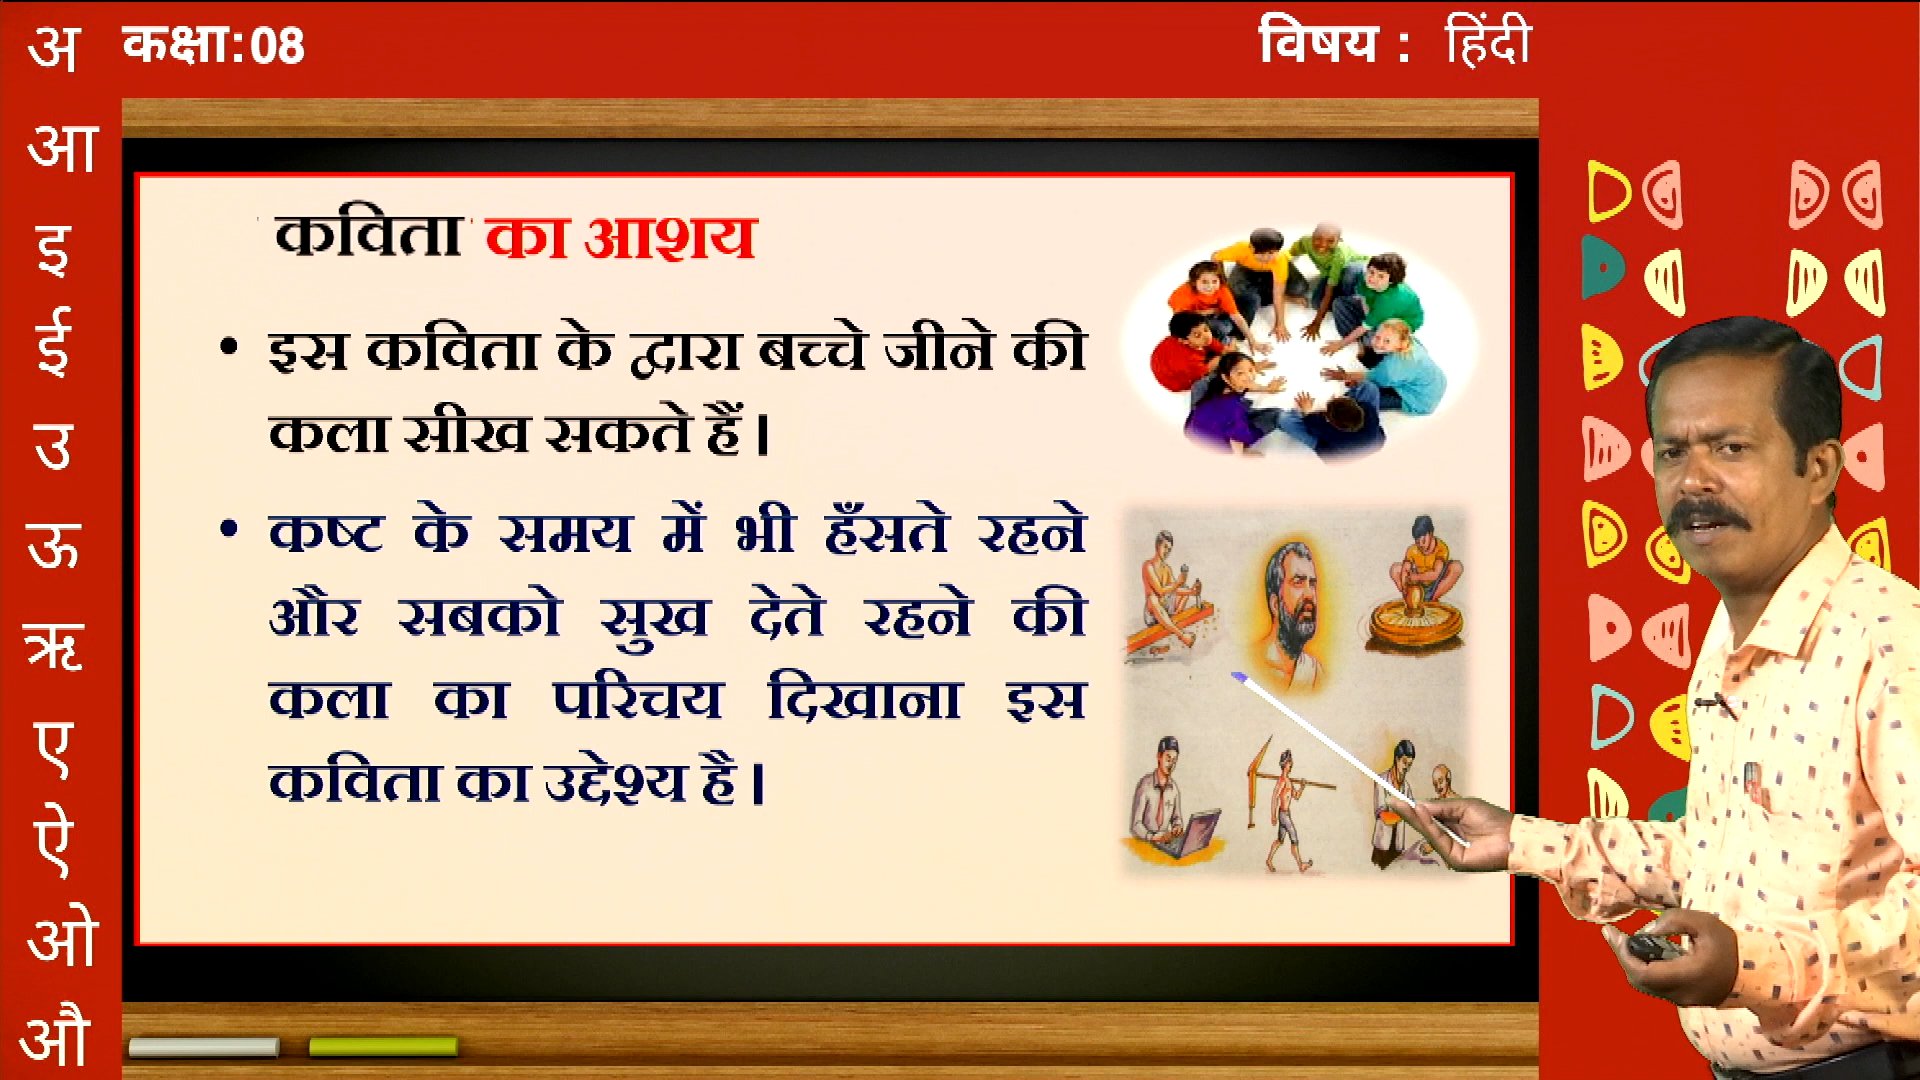 कक्षा:08
विषय : हिंदी
अ
आ
इ
ई
उ
ऊ
ऋ
ए
ऐ
ओ
औ
कविता का आशय
• इस कविता के द्वारा बच्चे जीने की
कला सीख सकते हैं।
• कष्ट के समय में भी हँसते रहने
और सबको सुख देते रहने की
कला का परिचय दिखाना इस
कविता का उद्देश्य है।